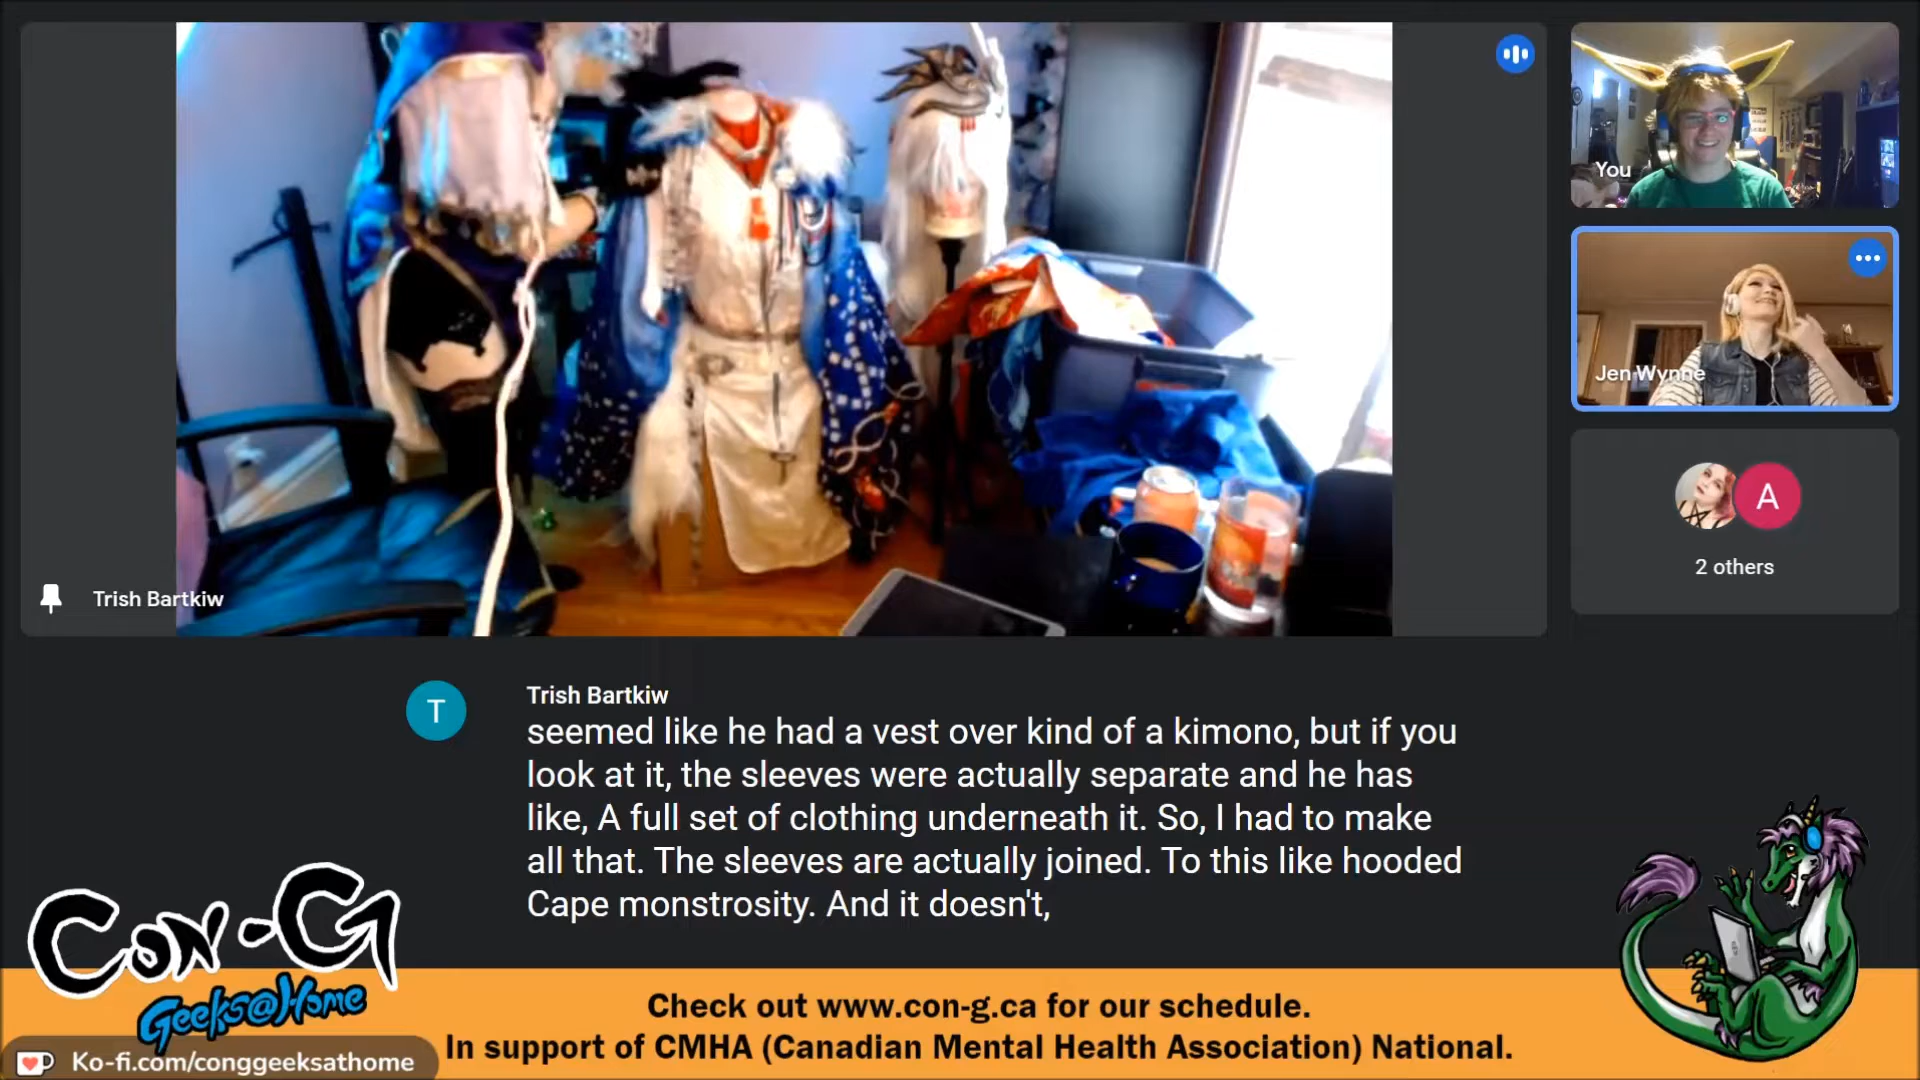 You
Jen Wynne
A
2 others
Trish Bartkiw
T
Trish Bartkiw
seemed like he had a vest over kind of a kimono, but if you
look at it, the sleeves were actually separate and he has
like, A full set of clothing underneath it. So, I had to make
all that. The sleeves are actually joined. To this like hooded
Cape monstrosity. And it doesn't,
Con-G
Geeks@Home
Check out www.con-g.ca for our schedule.
In support of CMHA (Canadian Mental Health Association) National.
Ko-fi.com/conggeeksathome